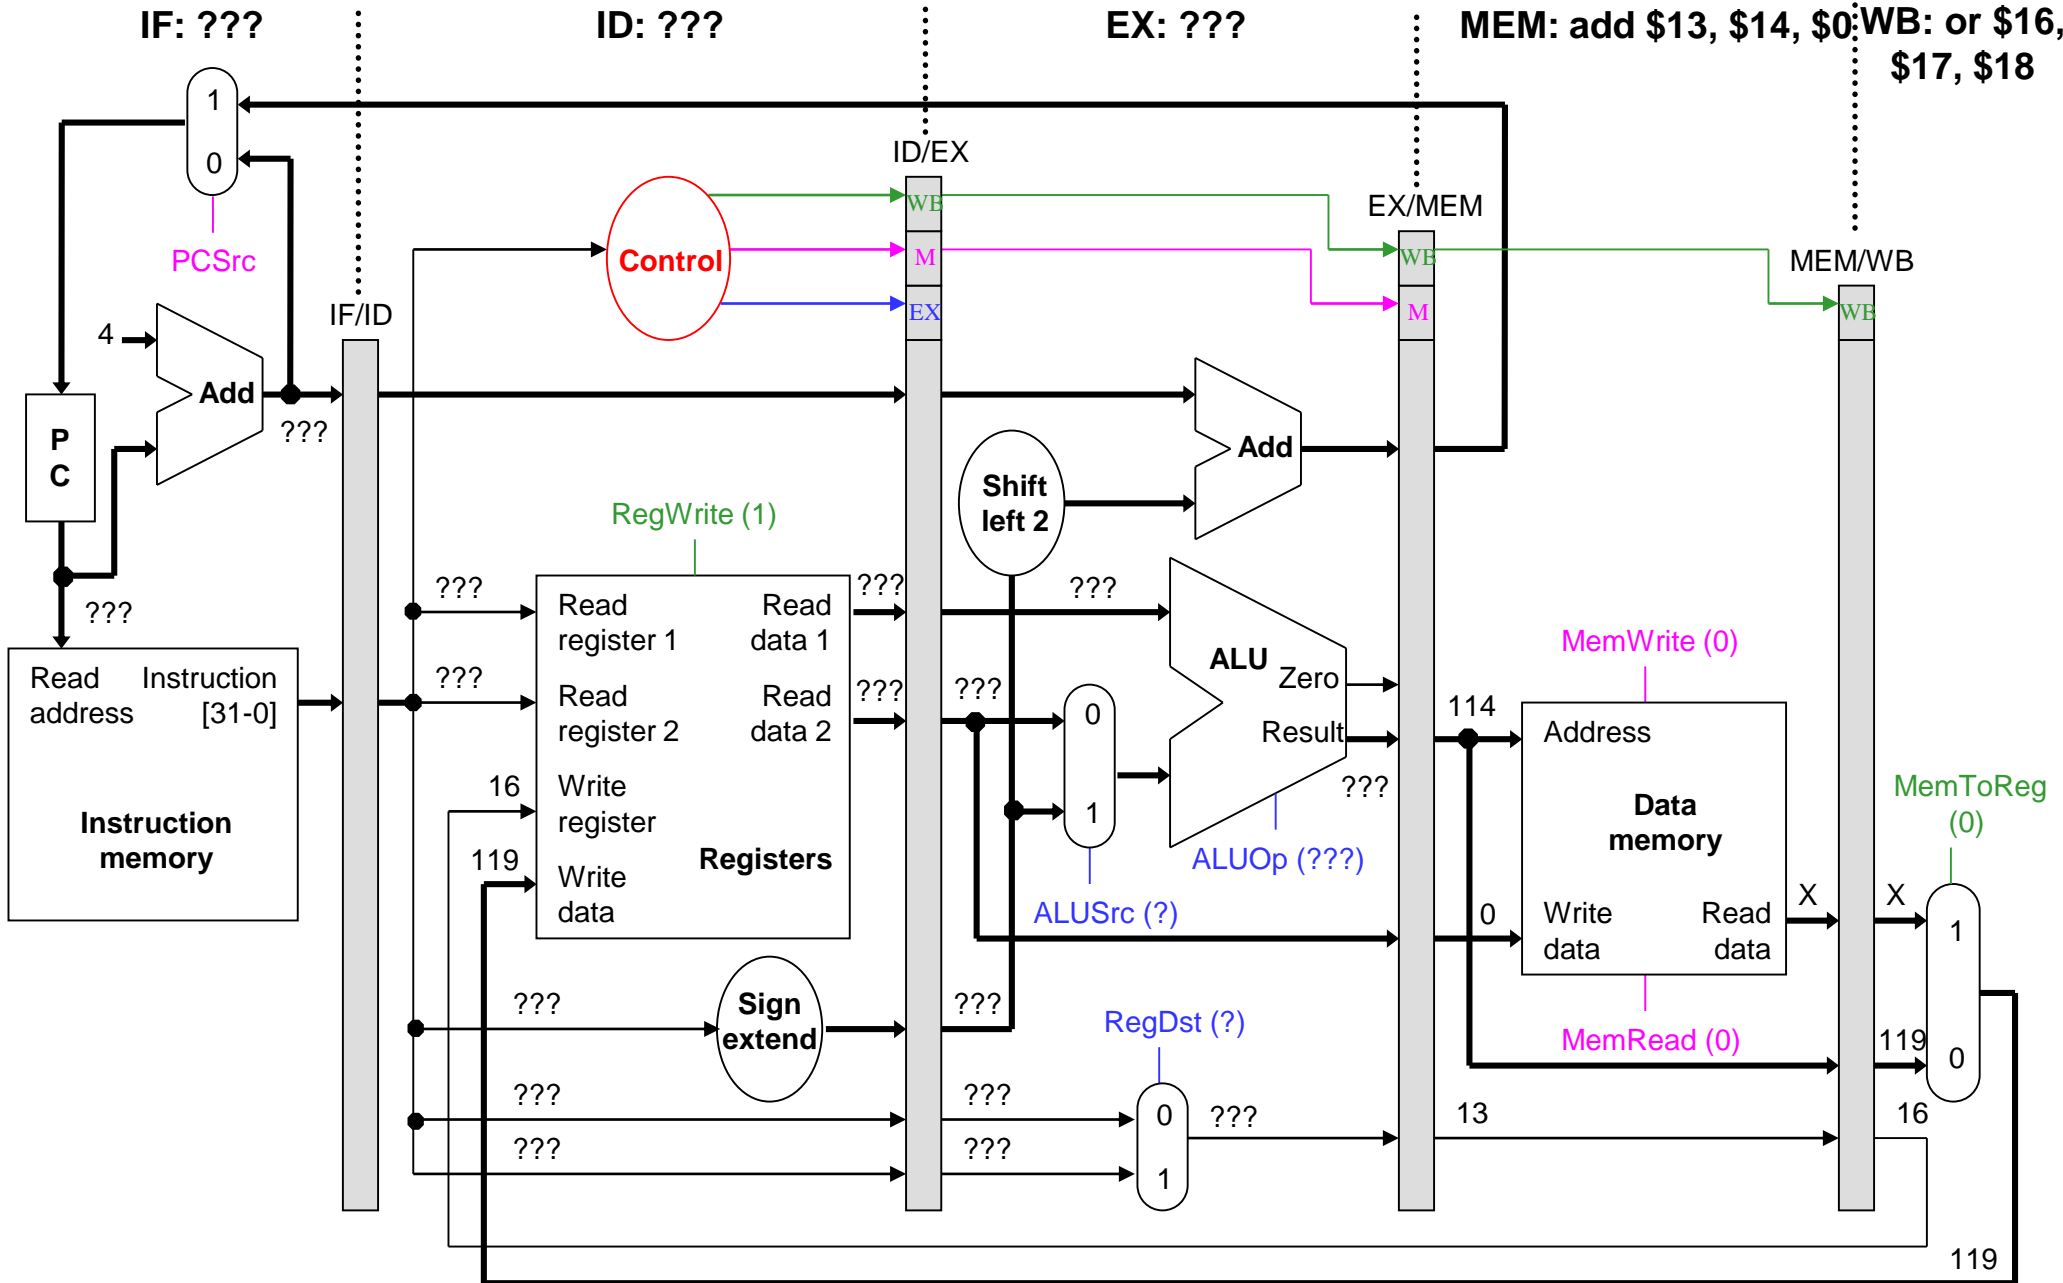 IF: ???
ID: ???
EX: ???
MEM: add $13, $14, $0
WB: or $16,
$17, $18
1
0
PCSrc
4
Add
???
P
C
???
Read
address
Instruction
[31-0]
Instruction
memory
IF/ID
Control
ID/EX
WB
M
EX
RegWrite (1)
???
Read
register 1
Read
data 1
???
???
Read
register 2
Read
data 2
???
16
Write
register
119
Write
data
Registers
???
Sign
extend
???
???
Shift
left 2
Add
???
???
0
1
ALUSrc (?)
ALU
Zero
Result
???
ALUOp (???)
???
RegDst (?)
???
???
0
1
???
EX/MEM
WB
M
MemWrite (0)
114
Address
Data
memory
0
Write
data
Read
data
X
MemRead (0)
13
MEM/WB
WB
MemToReg
(0)
X
1
119
0
16
119